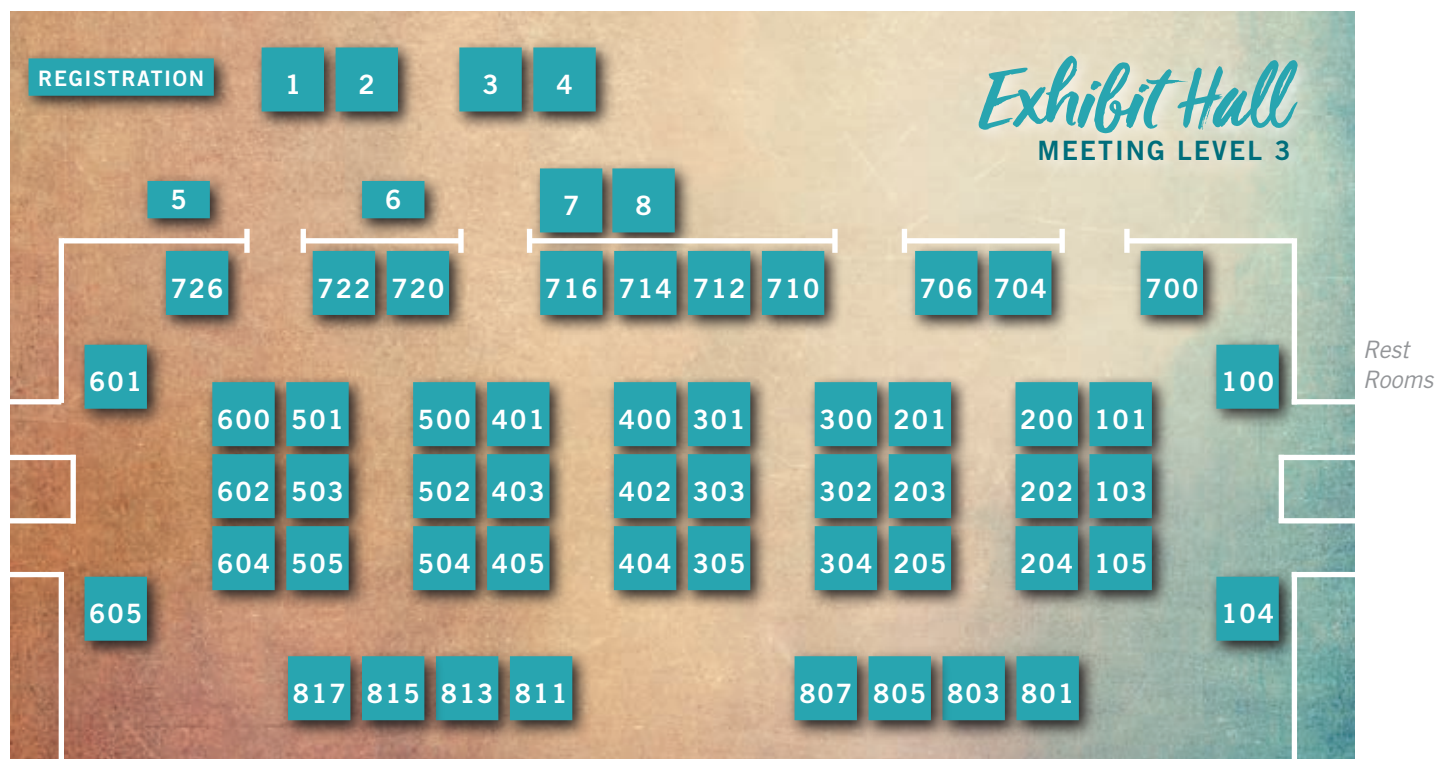 REGISTRATION
1 2 3 4
Exhibit Hall
MEETING LEVEL 3
5 6 7 8
726 722 720 716 714 712 710 706 704 700
601 100
Rest
Rooms
600 501 500 401 400 301 300 201 200 101
602 503 502 403 402 303 302 203 202 103
604 505 504 405 404 305 304 205 204 105
605 104
817 815 813 811 807 805 803 801